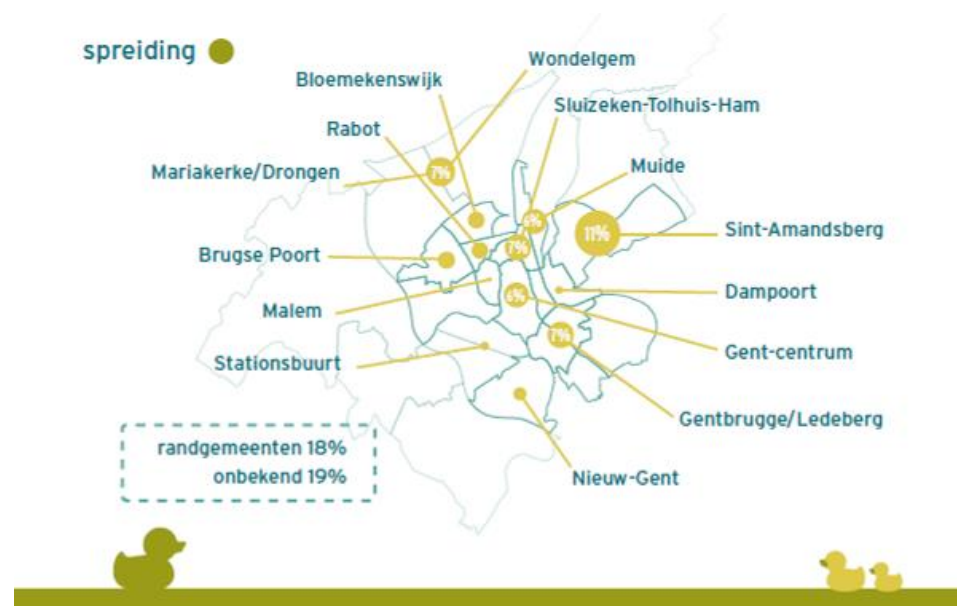 spreiding
Wondelgem
Bloemekenswijk
Sluizeken-Tolhuis-Ham
Rabot
Muide
Mariakerke/Drongen
7%
6%
11%
Sint-Amandsberg
7%
Brugse Poort
Dampoort
6%
Malem
7%
Gent-centrum
Stationsbuurt
Gentbrugge/Ledeberg
randgemeenten 18%
onbekend 19%
Nieuw-Gent